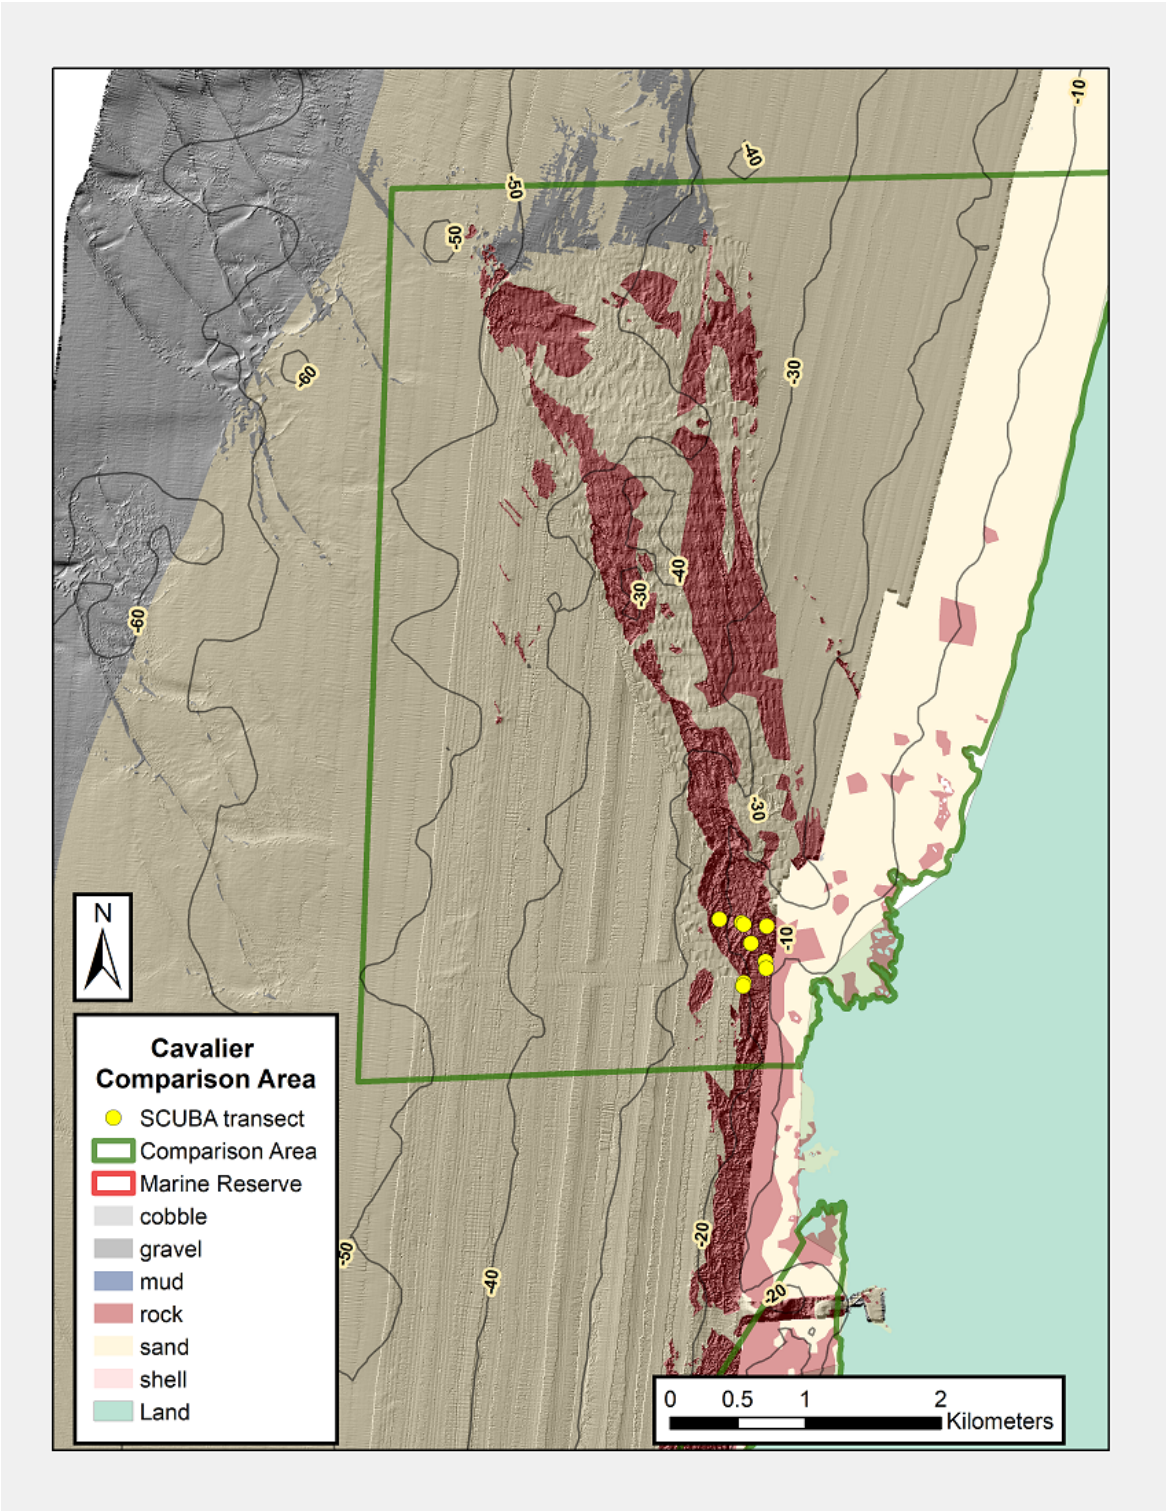 -10
-40
-50
-50
-30
-60
-40
-30
-60
-30
-10
N
Cavalier
Comparison Area
SCUBA transect
Comparison Area
Marine Reserve
cobble
gravel
mud
rock
sand
shell
Land
-20
-50
-40
-20
0 0.5 1 2
Kilometers